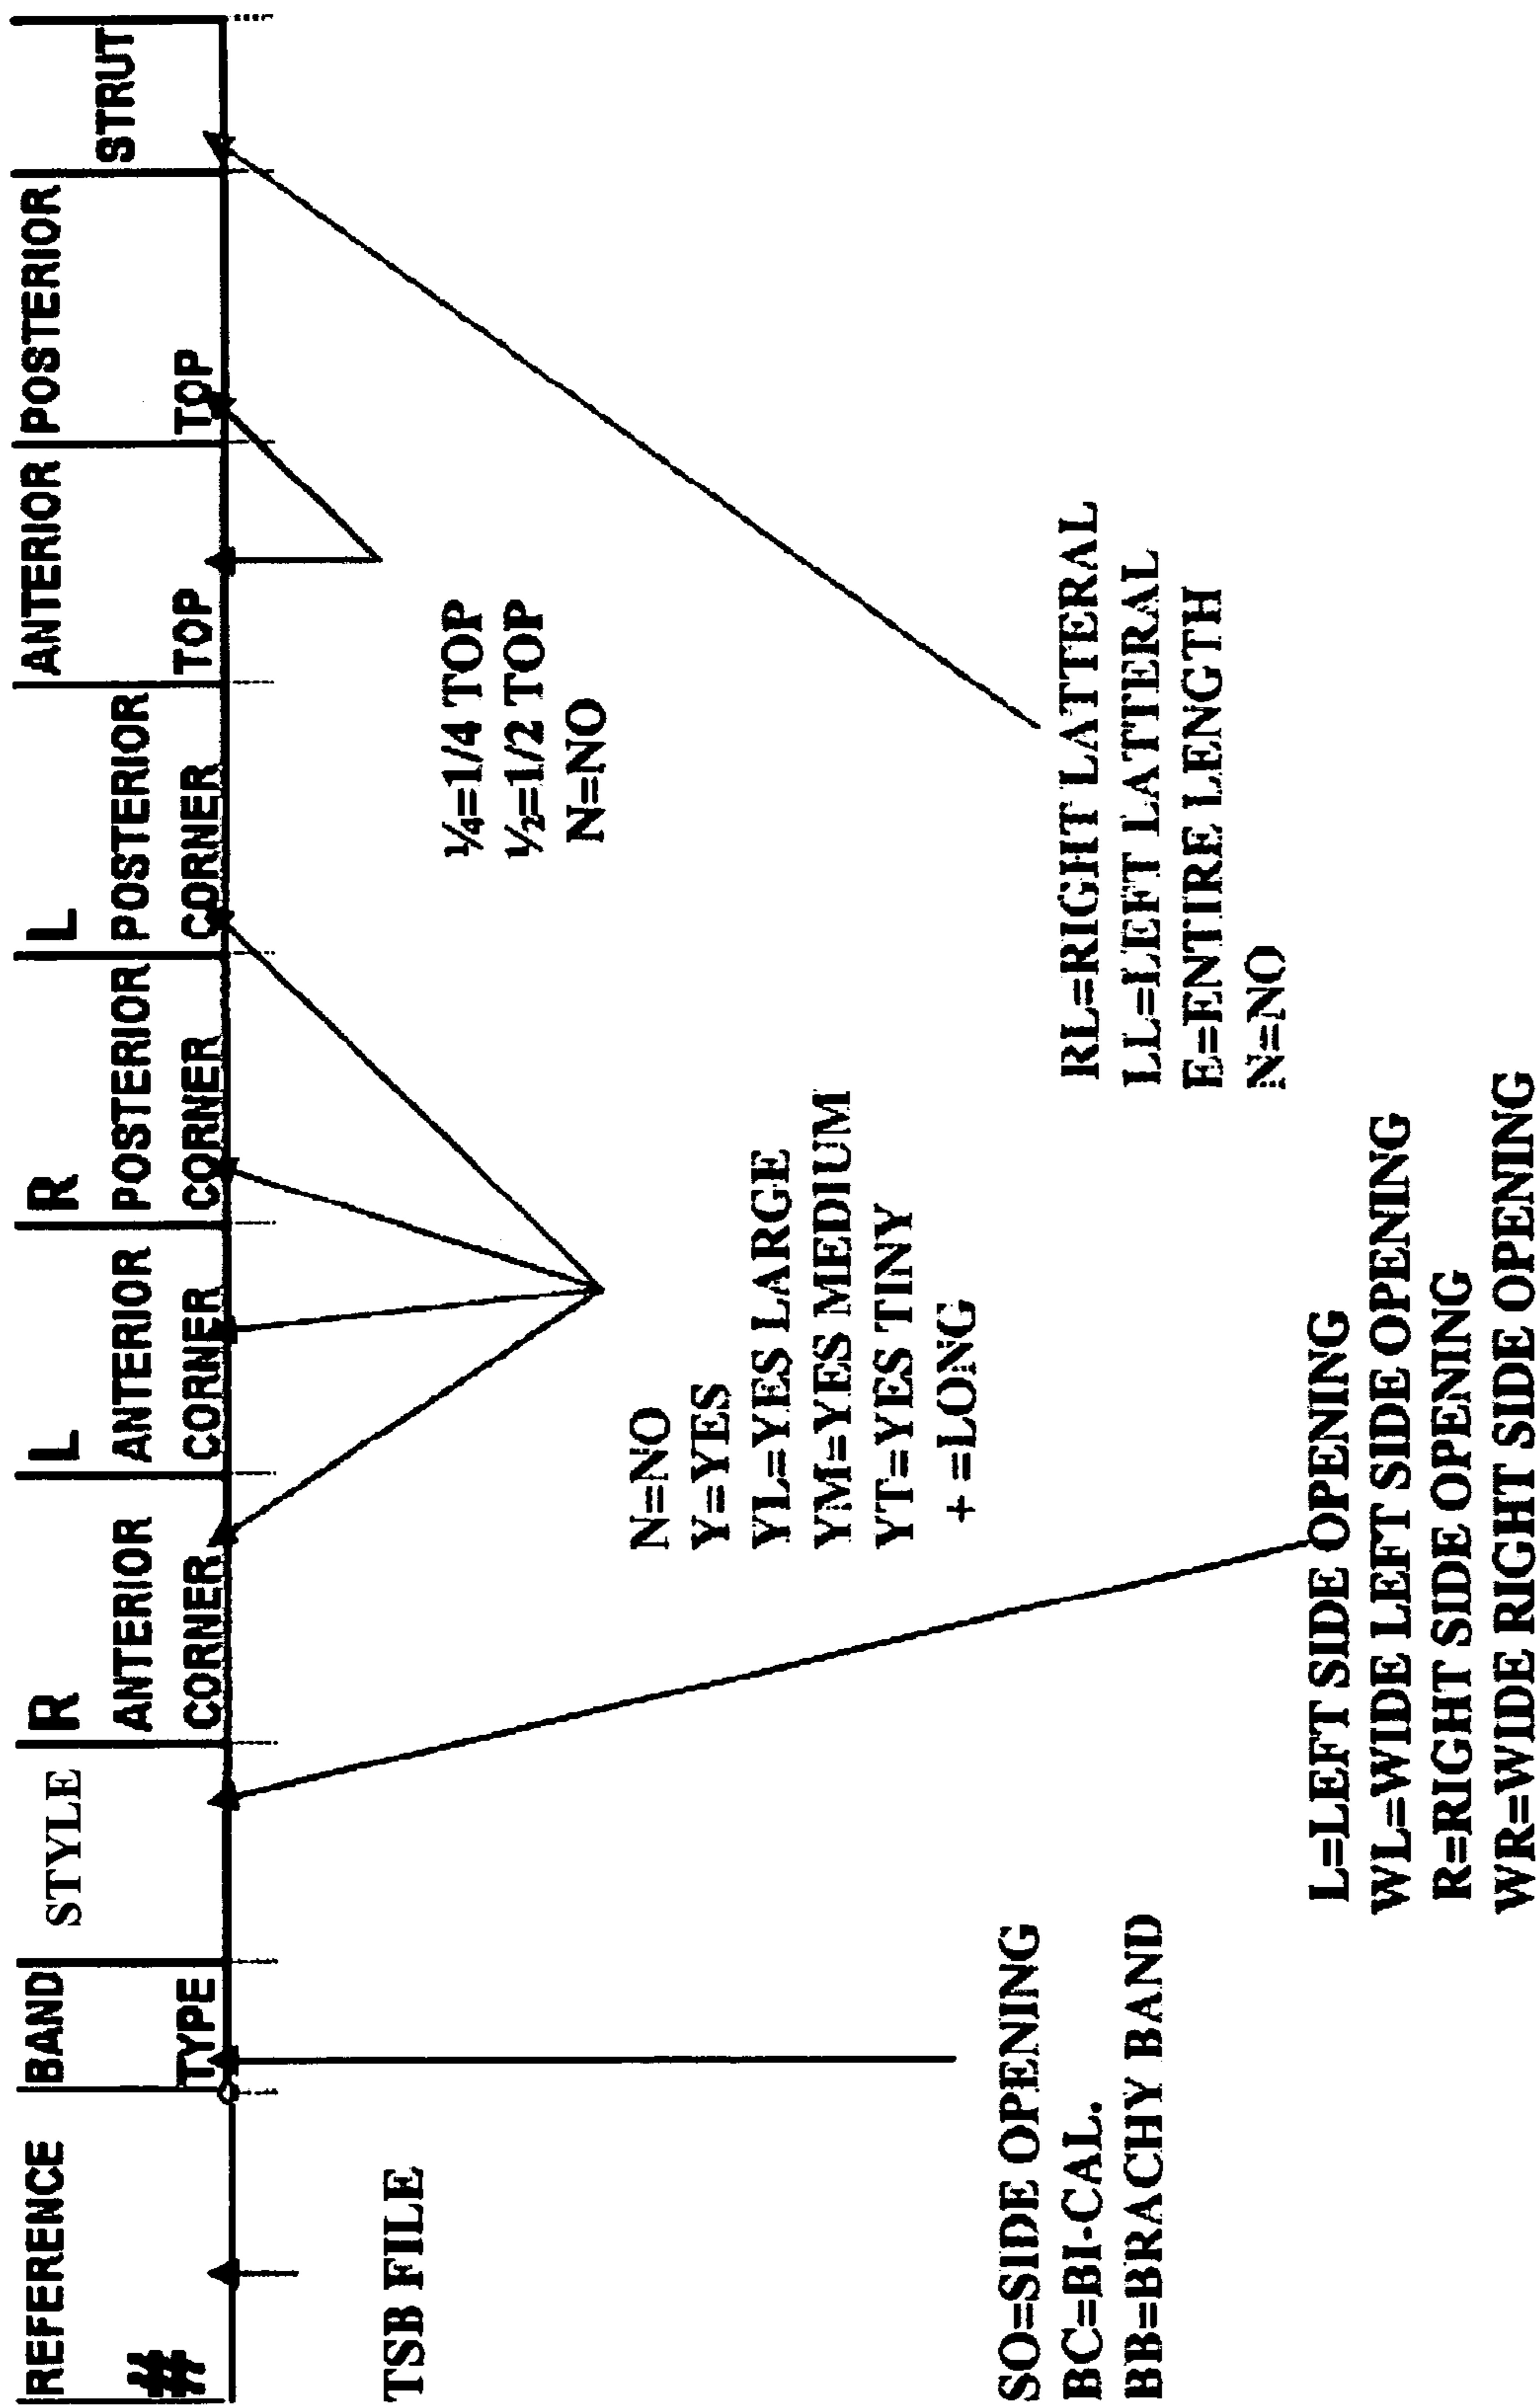 REFERENCE
#
BAND
TYPE
STYLE
R
ANTERIOR
CORNER
L
ANTERIOR
CORNER
R
POSTERIOR
CORNER
L
POSTERIOR
CORNER
ANTERIOR
TOP
POSTERIOR
TOP
STRUT
TSB FILE
SO=SIDE OPENING
BC=BI-CAL.
BB=BRACHY BAND
L=LEFT SIDE OPENING
WL=WIDE LEFT SIDE OPENING
R=RIGHT SIDE OPENING
WR=WIDE RIGHT SIDE OPENING
N=NO
Y=YES
YL=YES LARGE
YM=YES MEDIUM
YT=YES TINY
+=LONG
¼=1/4 TOP
½=1/2 TOP
N=NO
RL=RIGHT LATTERAL
LL=LEFT LATTERAL
E=ENTIRE LENGTH
N=NO